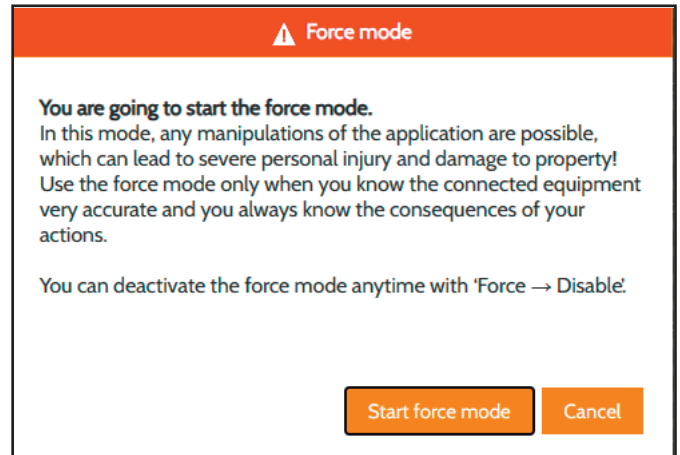 Force mode
You are going to start the force mode.
In this mode, any manipulations of the application are possible,
which can lead to severe personal injury and damage to property!
Use the force mode only when you know the connected equipment
very accurate and you always know the consequences of your
actions.
You can deactivate the force mode anytime with ‘Force → Disable’.
Start force mode
Cancel